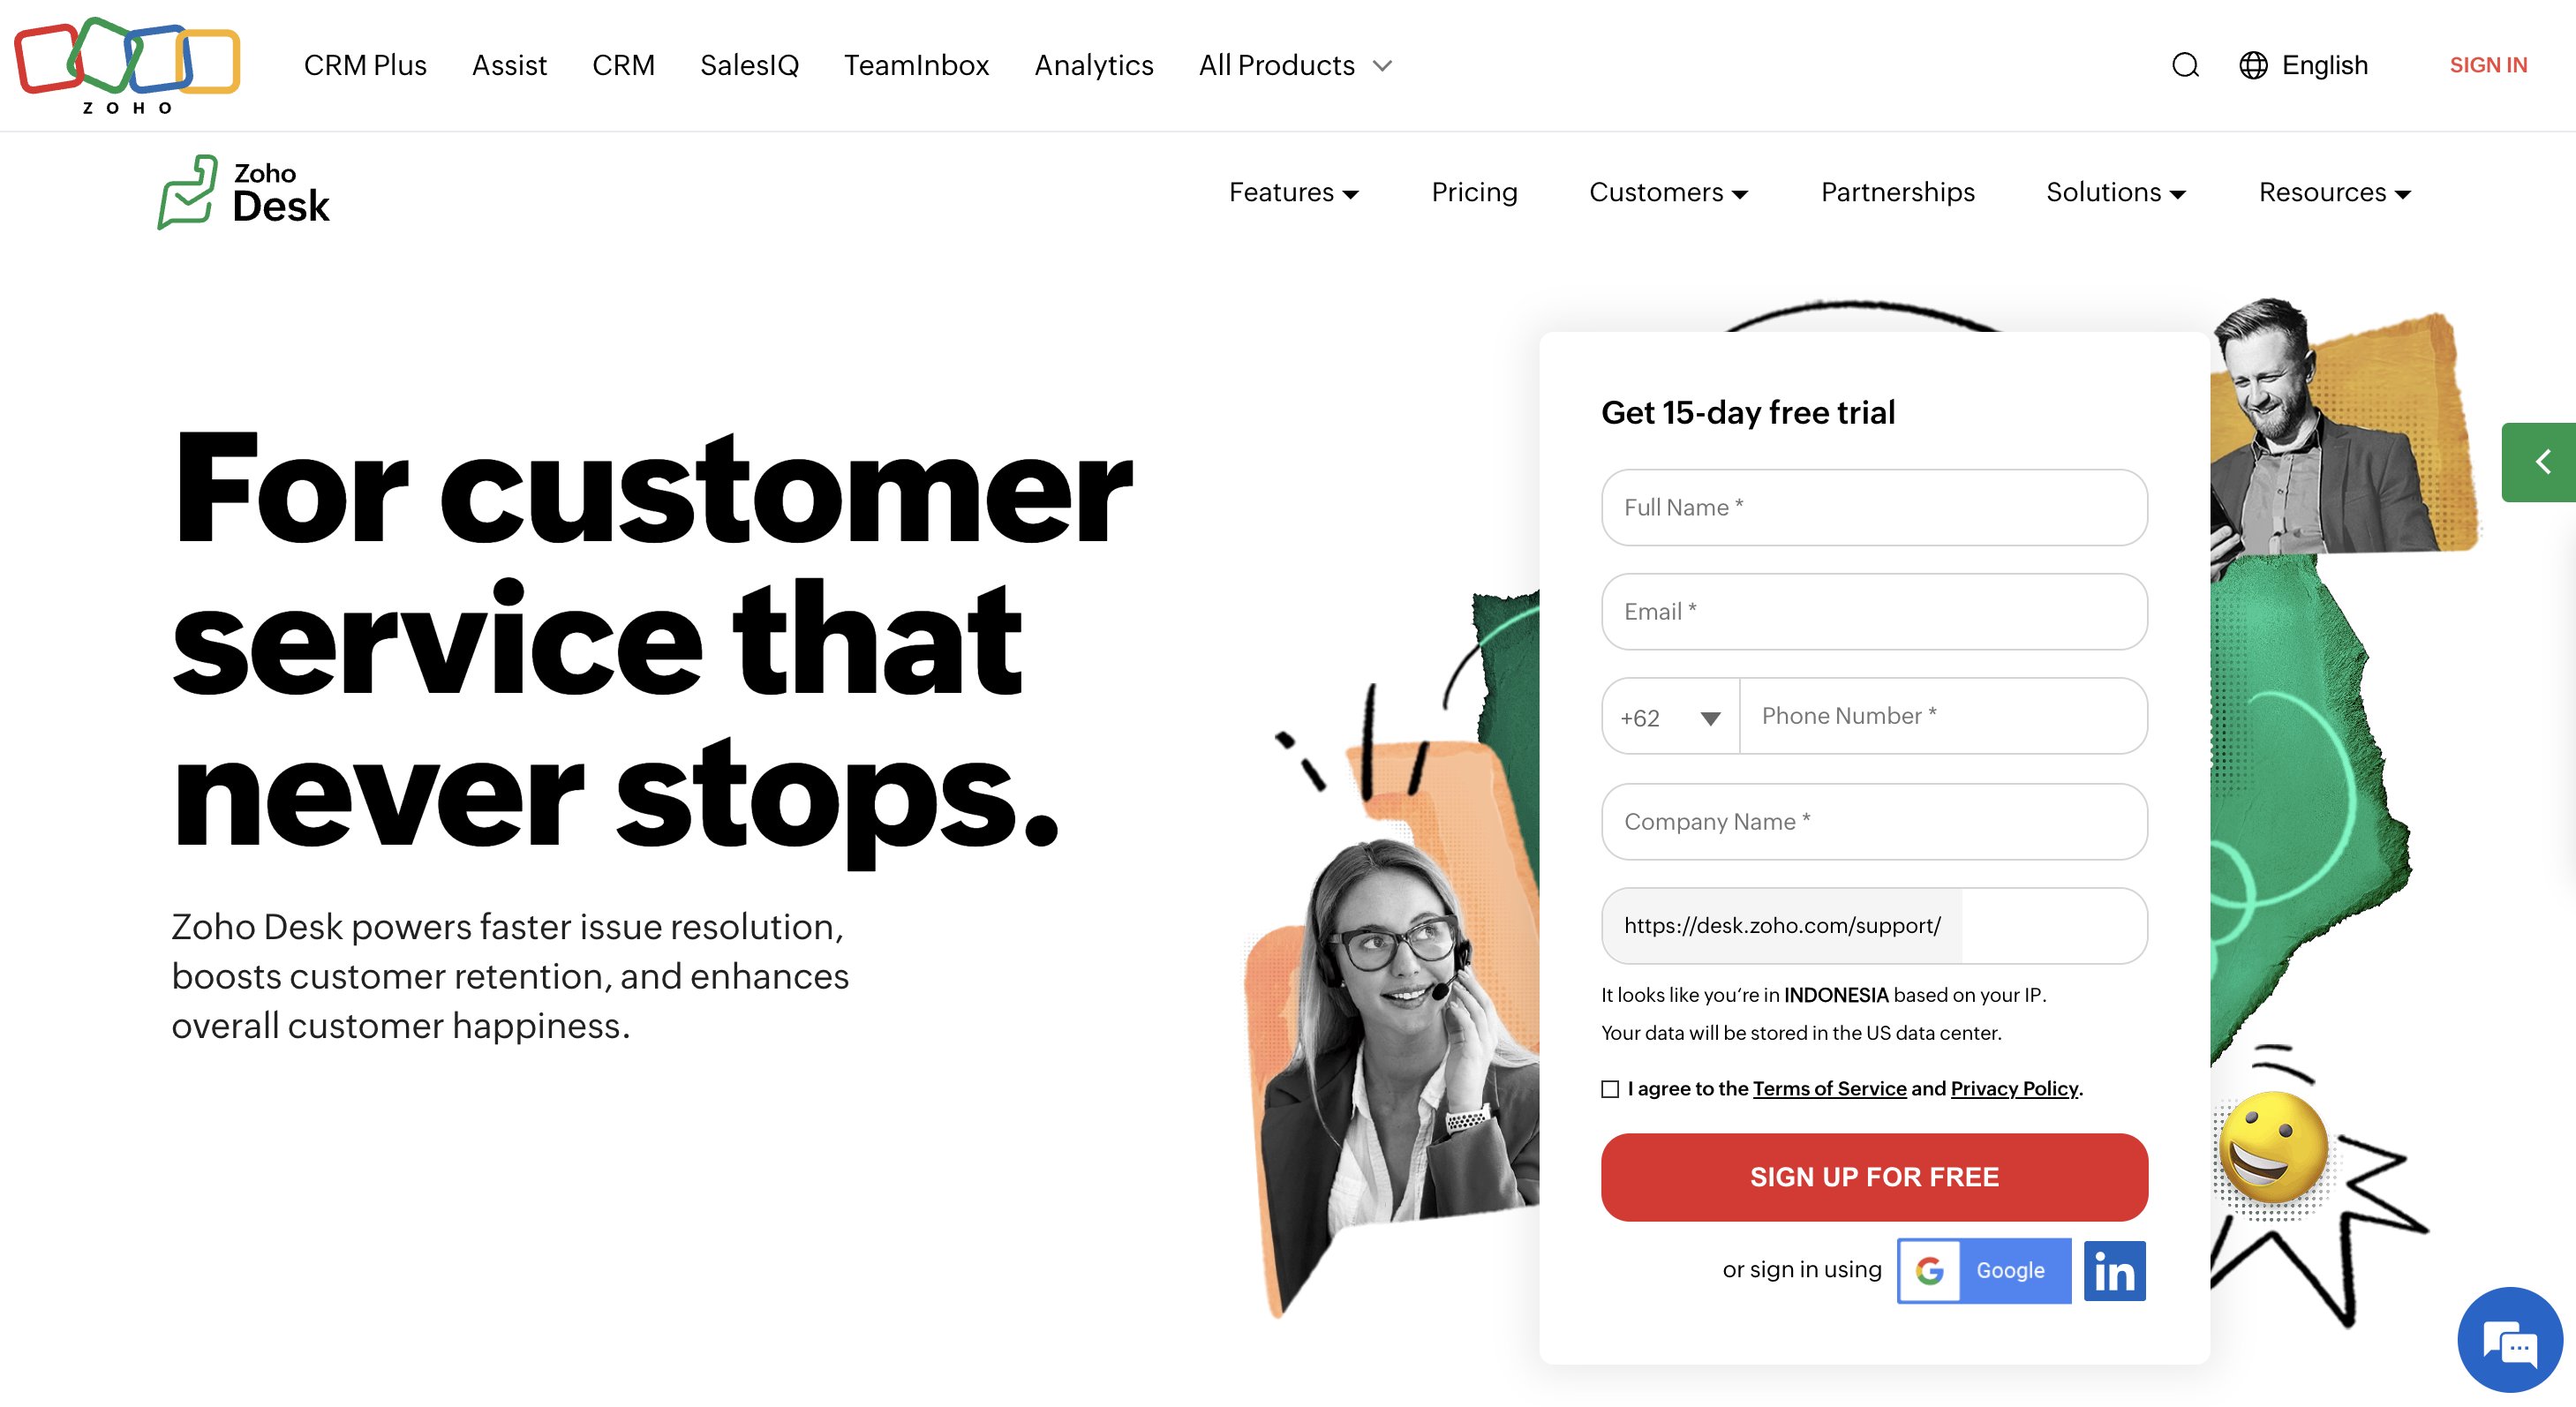 ZOHO
CRM Plus
Assist
CRM
SalesIQ
TeamInbox
Analytics
All Products
English
SIGN IN
Zoho
Desk
Features
Pricing
Customers
Partnerships
Solutions
Resources
For customer
service that
never stops.
Zoho Desk powers faster issue resolution,
boosts customer retention, and enhances
overall customer happiness.
Get 15-day free trial
Full Name *
Email *
+62
Phone Number *
Company Name *
https://desk.zoho.com/support/
It looks like you’re in INDONESIA based on your IP.
Your data will be stored in the US data center.
I agree to the Terms of Service and Privacy Policy.
SIGN UP FOR FREE
or sign in using
Google
in